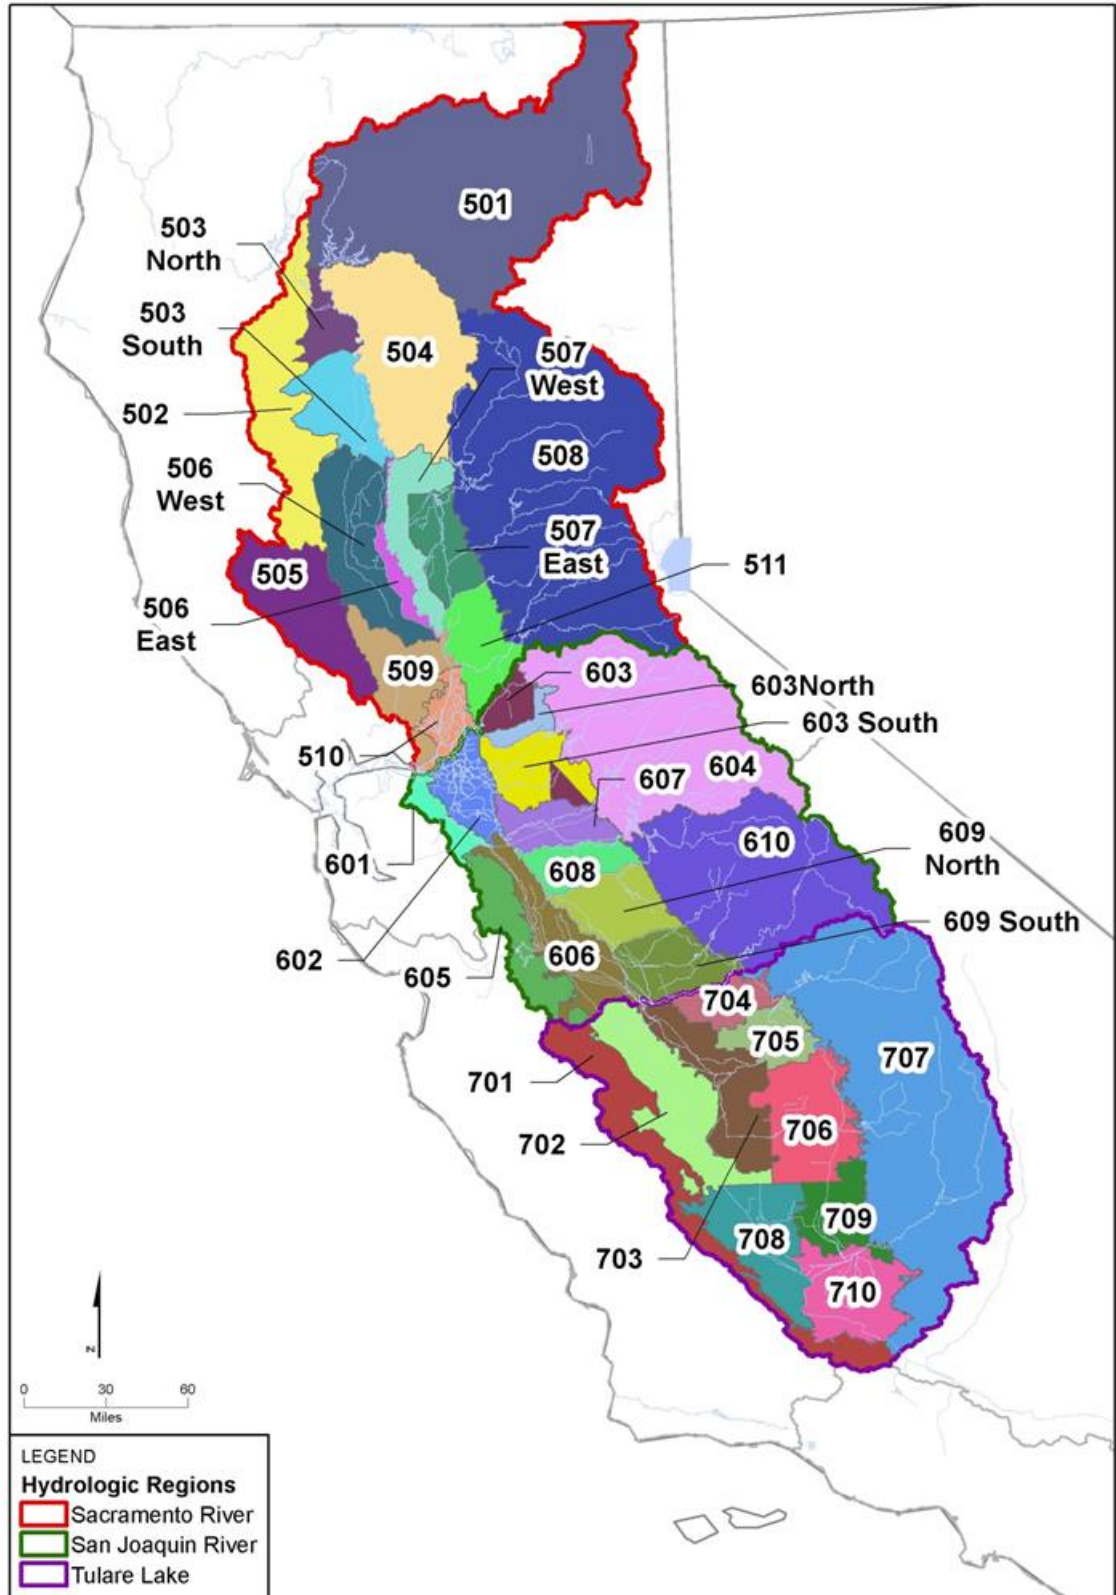 501
503
North
503
South
504
507
West
502
508
506
West
507
East
511
505
506
East
509
603
603North
603 South
510
607
604
601
610
609
North
608
609 South
602
605
606
704
705
707
701
702
706
703
708
709
710
N
0 30 60
Miles
LEGEND
Hydrologic Regions
Sacramento River
San Joaquin River
Tulare Lake